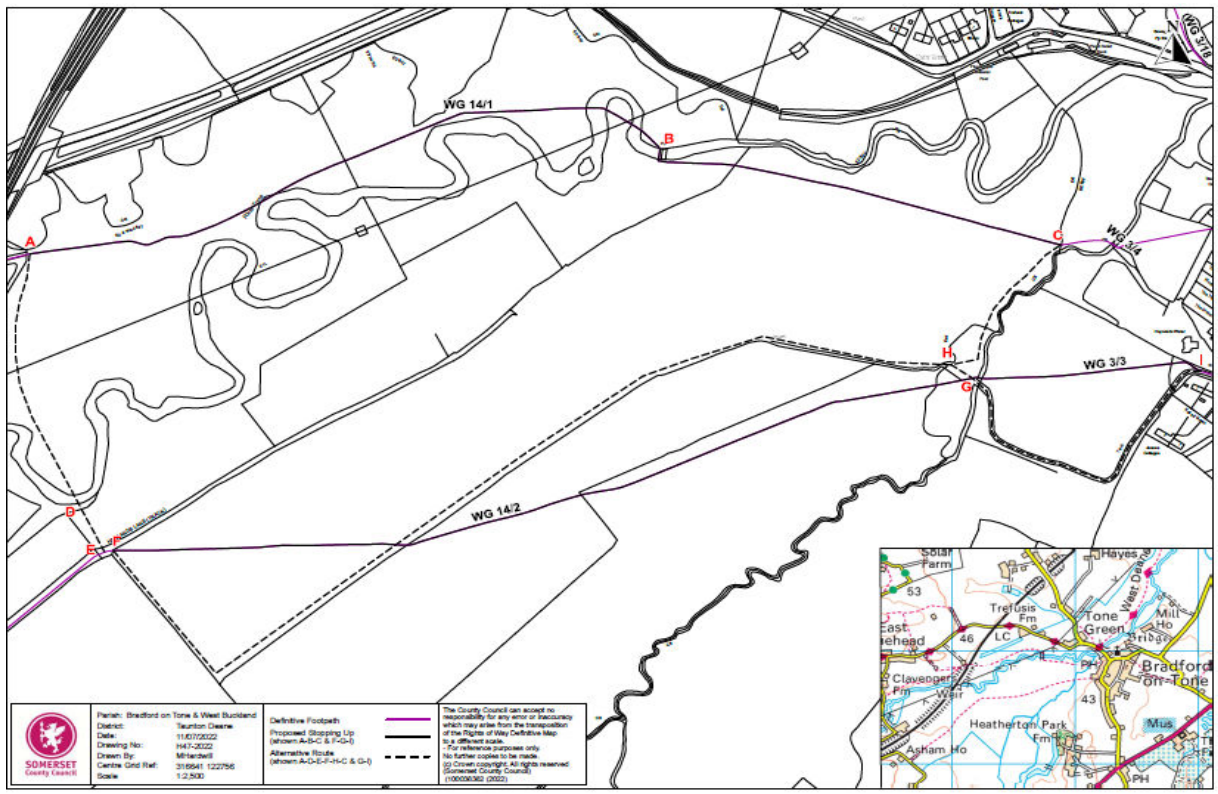 WG 3/18
N
WG 14/1
B
A
C
WG 3/4
H
WG 3/3
I
G
D
WG 14/2
E
F
Solar
Farm
Hayes
53
West Deane
Trefusis
Fm
Tone
Green
Mill
Ho
East
46
LC
Bridge
PH
Bradford
on-Tone
Clavengers
Fm
Weir
43
Heatherton Park
Fm
Mus
Asham Ho
PH
SOMERSET
County Council
Parish: Bradford on Tone & West Buckland
District: Taunton Deane
Date: 11/07/2022
Drawing No: H47-2022
Drawn By: MHardwill
Centre Grid Ref: 316641 122756
Scale 1:2,500
Definitive Footpath
Proposed Stopping Up
(shown A-B-C & F-G-I)
Alternative Route
(shown A-D-E-F-H-C & G-I)
The County Council can accept no
responsibility for any error or inaccuracy
which may arise from the transposition
of the Rights of Way Definitive Map
to a different scale.
- For reference purposes only.
No further copies to be made.
(c) Crown copyright. All rights reserved
(Somerset County Council)
(100038382 (2022)